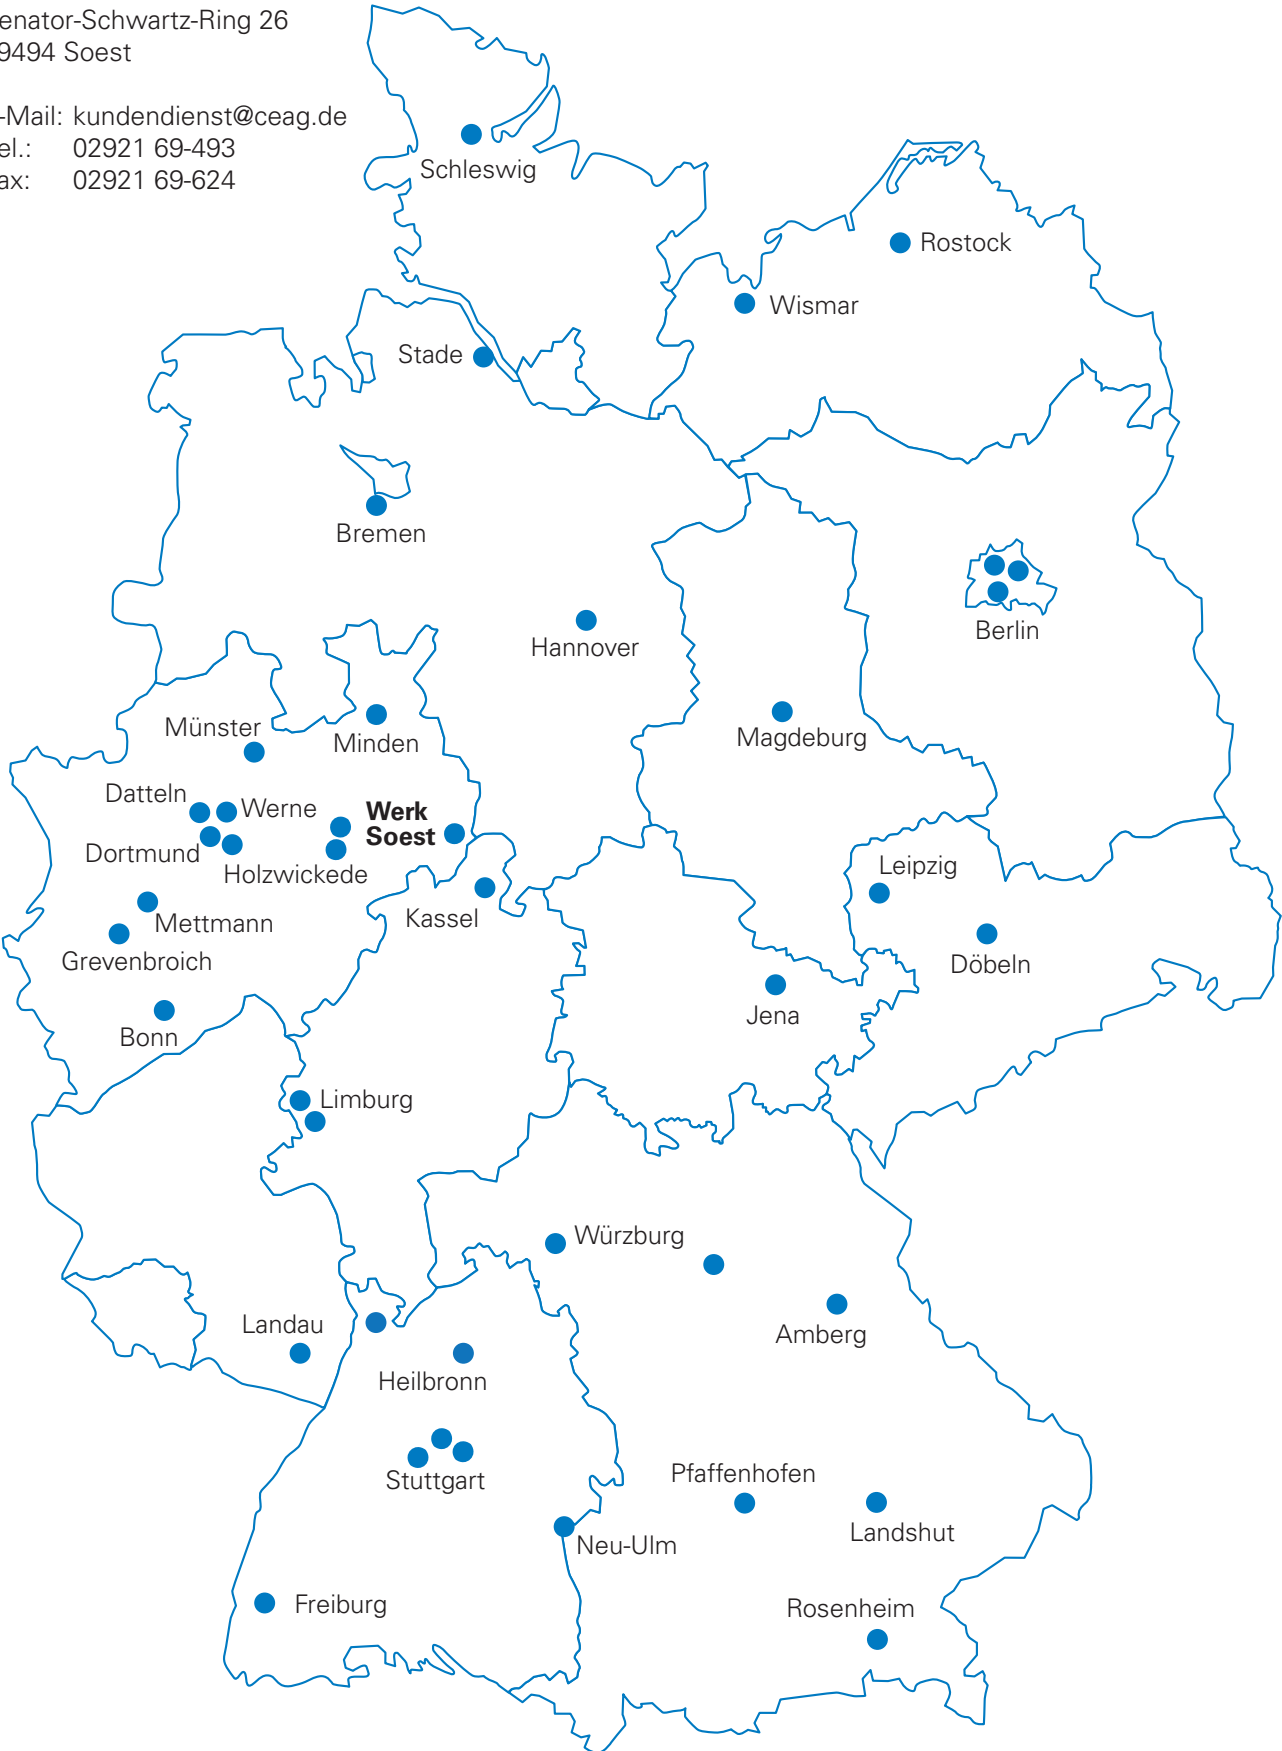 enator-Schwartz-Ring 26
9494 Soest
-Mail: kundendienst@ceag.de
el.: 02921 69-493
ax: 02921 69-624
Schleswig
Rostock
Wismar
Stade
Bremen
Hannover
Berlin
Münster
Minden
Magdeburg
Datteln
Werne
Werk
Soest
Dortmund
Holzwickede
Leipzig
Kassel
Mettmann
Grevenbroich
Döbeln
Jena
Bonn
Limburg
Würzburg
Landau
Amberg
Heilbronn
Stuttgart
Pfaffenhofen
Landshut
Neu-Ulm
Freiburg
Rosenheim